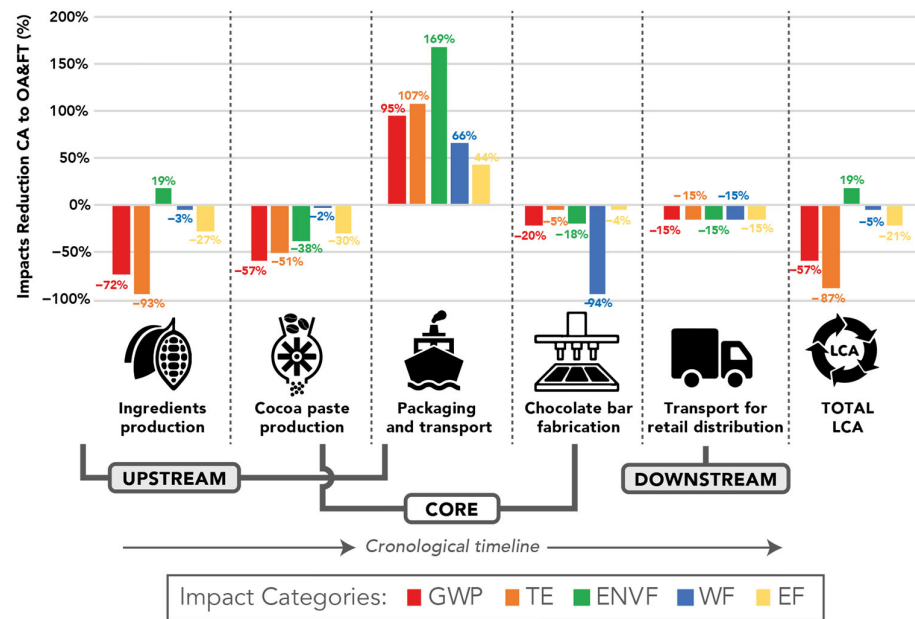 Impacts Reduction CA to OA&FT (%)
200%
150%
100%
50%
0%
−50%
−100%
−72%
−93%
19%
−3%
−27%
−57%
−51%
−38%
−2%
−30%
95%
107%
169%
66%
44%
−20%
−5%
−18%
−94%
−4%
−15%
−15%
−15%
−15%
−15%
−57%
−87%
19%
−5%
−21%
LCA
Ingredients
production
Cocoa paste
production
Packaging
and transport
Chocolate bar
fabrication
Transport for
retail distribution
TOTAL
LCA
UPSTREAM
DOWNSTREAM
CORE
Cronological timeline
Impact Categories: GWP TE ENVF WF EF